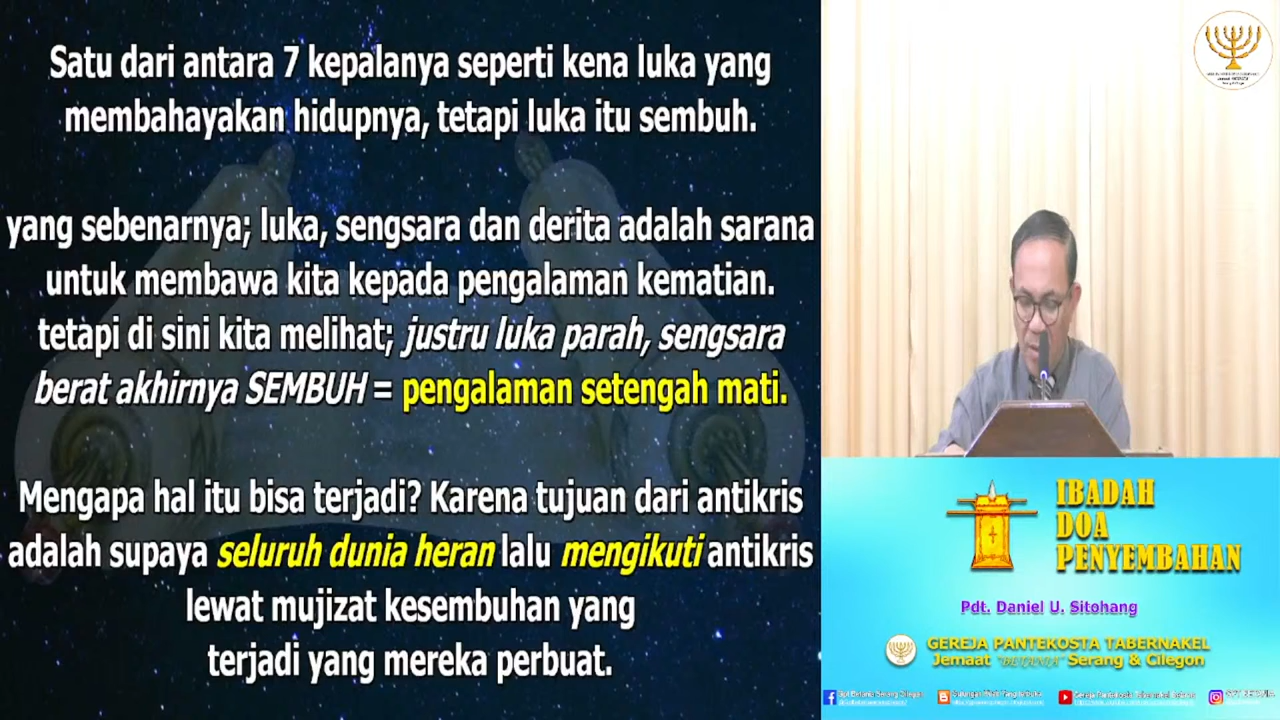 Satu dari antara 7 kepalanya seperti kena luka yang
membahayakan hidupnya, tetapi luka itu sembuh.
yang sebenarnya; luka, sengsara dan derita adalah sarana
untuk membawa kita kepada pengalaman kematian.
tetapi di sini kita melihat; justru luka parah, sengsara
berat akhirnya SEMBUH = pengalaman setengah mati.
Mengapa hal itu bisa terjadi? Karena tujuan dari antikris
adalah supaya seluruh dunia heran lalu mengikuti antikris
lewat mujizat kesembuhan yang
terjadi yang mereka perbuat.
IBADAH
DOA
PENYEMBAHAN
Pdt. Daniel U. Sitohang
GEREJA PANTEKOSTA TABERNAKEL
Jemaat "BETANIA" Serang & Cilegon